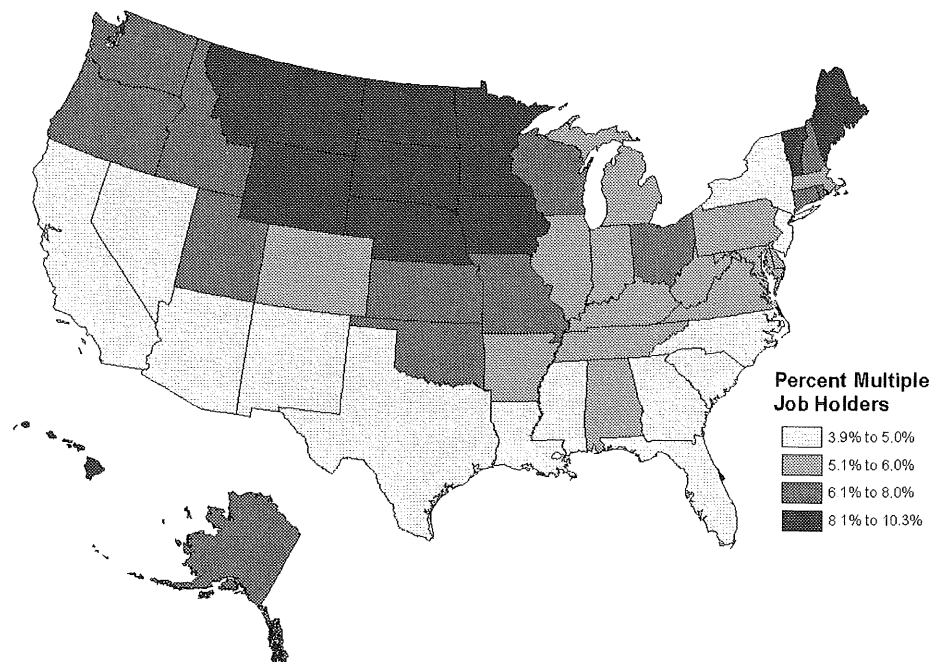 Percent Multiple
Job Holders
3.9% to 5.0%
5.1% to 6.0%
6.1% to 8.0%
8.1% to 10.3%